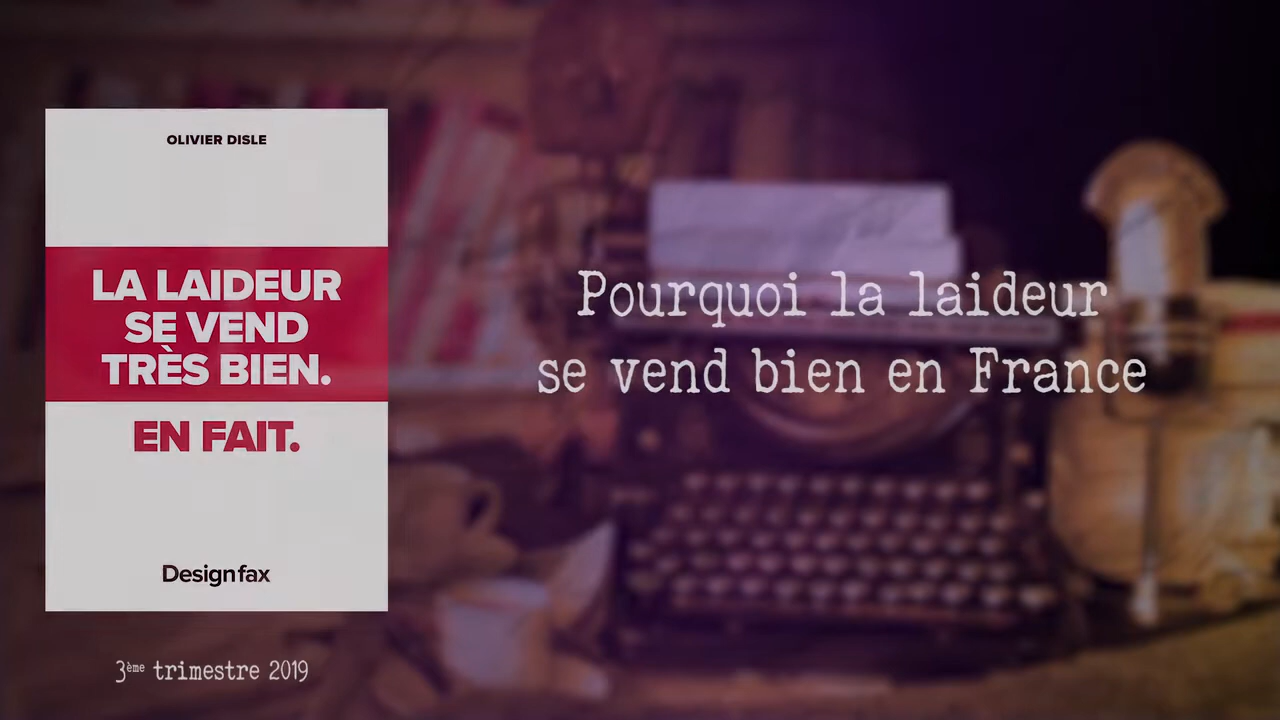 OLIVIER DISLE
LA LAIDEUR
SE VEND
TRÈS BIEN.
EN FAIT.
Designfax
3ème trimestre 2019
Pourquoi la laideur
se vend bien en France